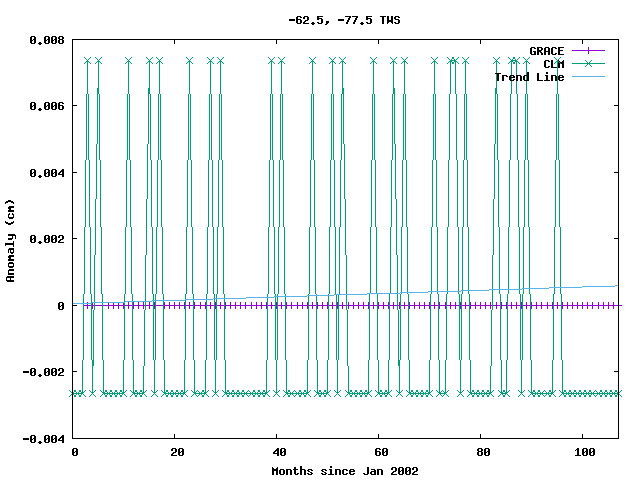 -62.5, -77.5 TWS
GRACE
CLM
Trend Line
0.008
0.006
0.004
0.002
0
-0.002
-0.004
Anomaly (cm)
0 20 40 60 80 100
Months since Jan 2002